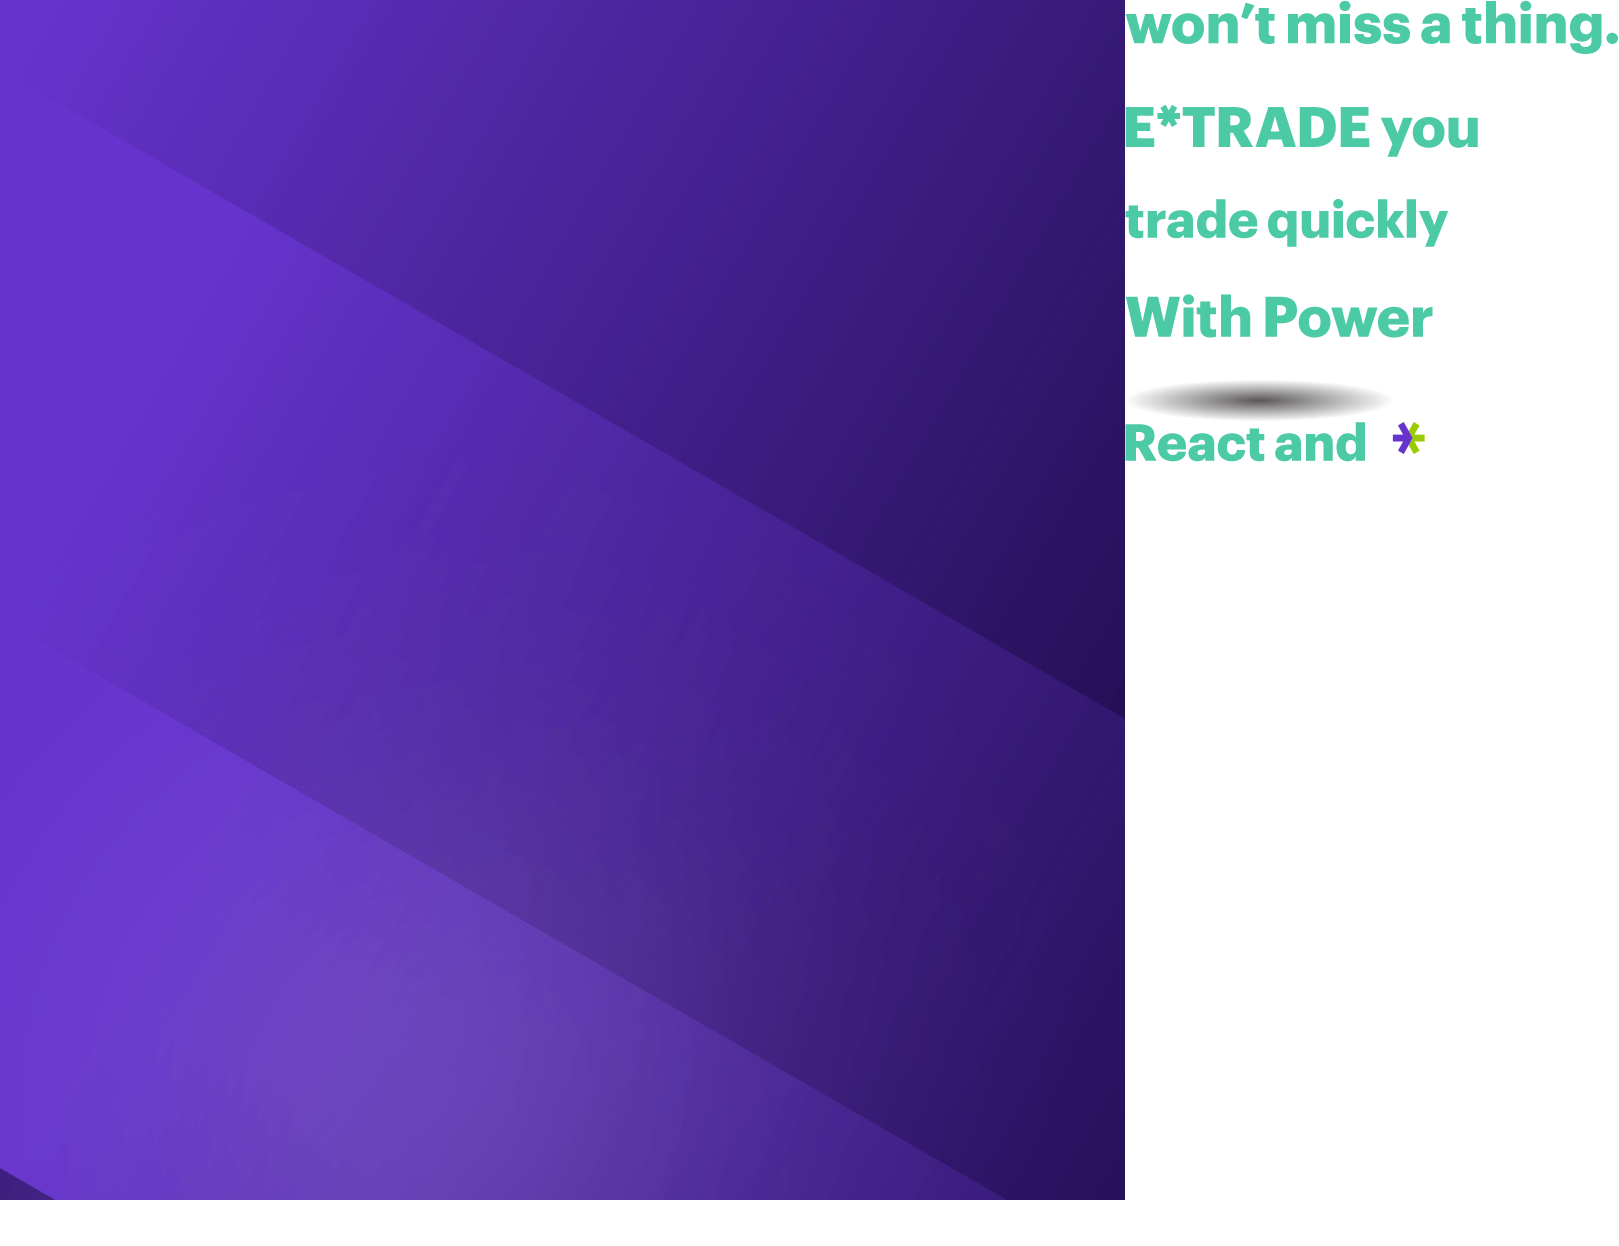 won’t miss a thing.
E*TRADE you
trade quickly
With Power
React and